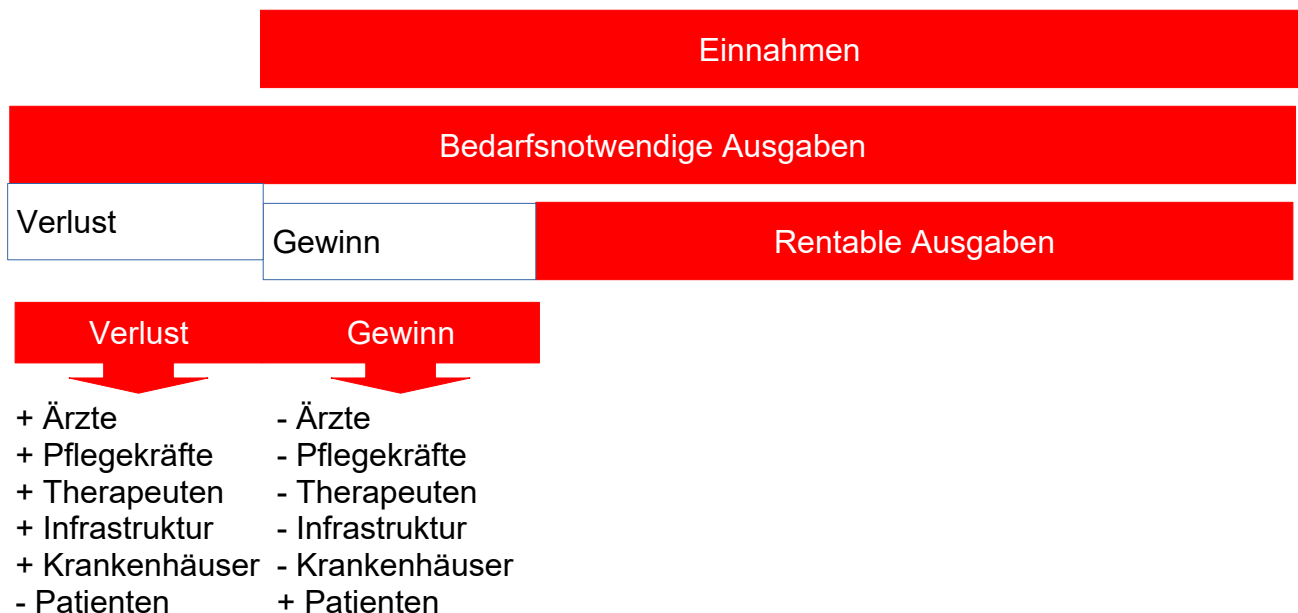 Einnahmen
Bedarfsnotwendige Ausgaben
Verlust
Gewinn
Rentable Ausgaben
Verlust
Gewinn
+ Ärzte
+ Pflegekräfte
+ Therapeuten
+ Infrastruktur
+ Krankenhäuser
- Patienten
- Ärzte
- Pflegekräfte
- Therapeuten
- Infrastruktur
- Krankenhäuser
+ Patienten